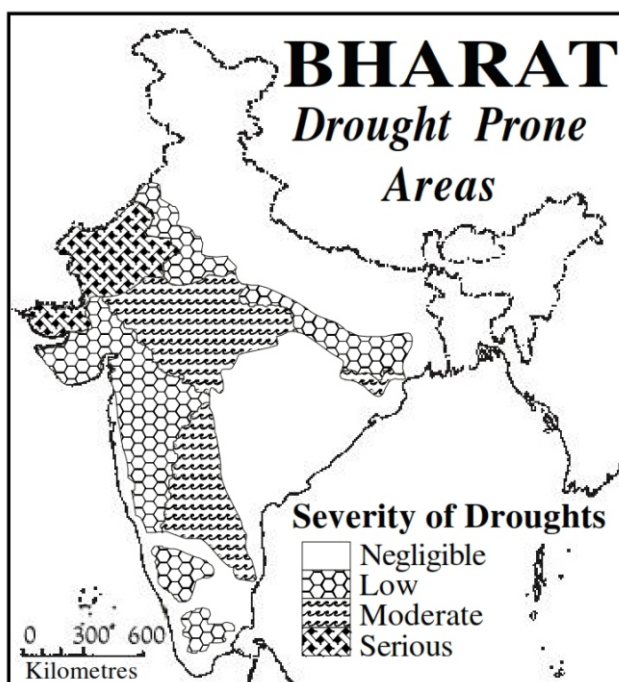 BHARAT
Drought Prone
Areas
Severity of Droughts
Negligible
Low
Moderate
Serious
0 300 600
Kilometres